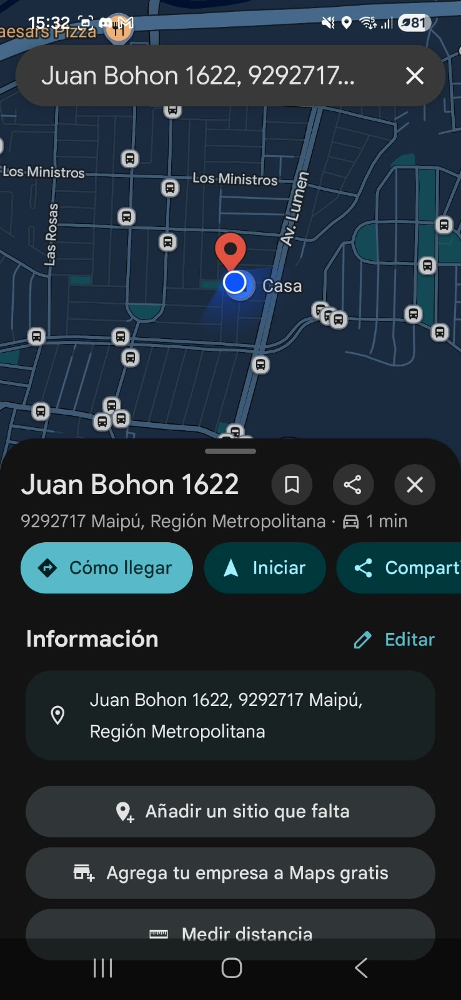 15:32
81
aesars Pizza
Juan Bohon 1622, 9292717...
Los Ministros
Los Ministros
Las Rosas
Av. Lumen
Casa
Juan Bohon 1622
9292717 Maipú, Región Metropolitana · 1 min
Cómo llegar
Iniciar
Comparti
Información
Editar
Juan Bohon 1622, 9292717 Maipú,
Región Metropolitana
Añadir un sitio que falta
Agrega tu empresa a Maps gratis
Medir distancia